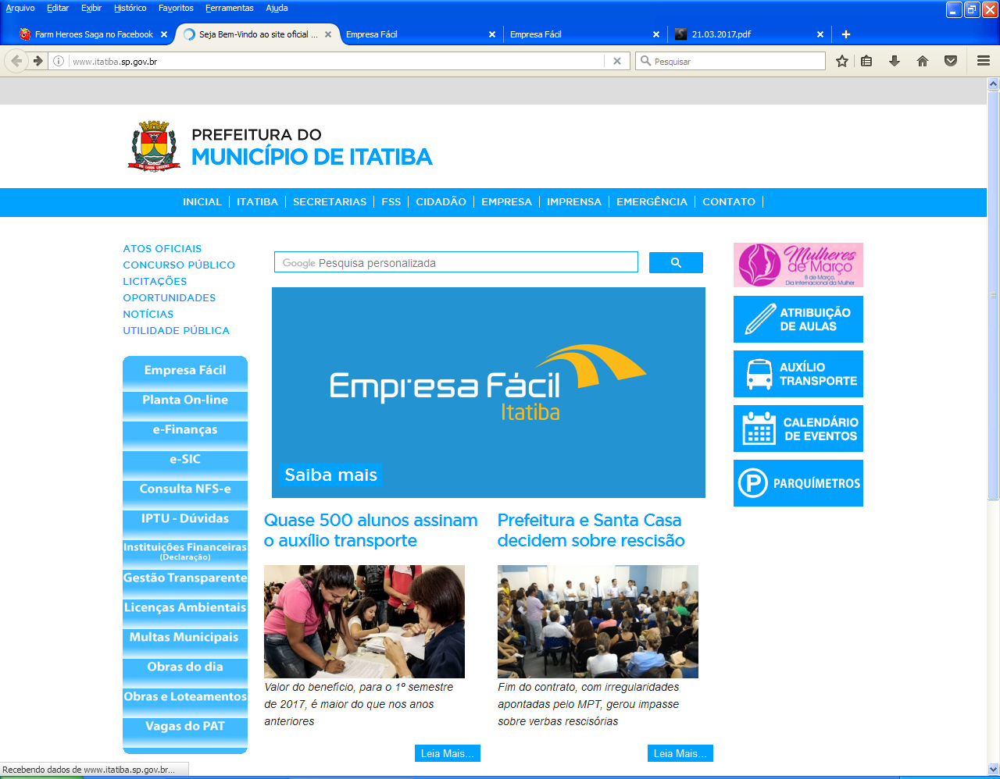 Arquivo Editar Exibir Histórico Favoritos Ferramentas Ajuda
Farm Heroes Saga no Facebook
Seja Bem-Vindo ao site oficial ...
Empresa Fácil
Empresa Fácil
21.03.2017.pdf
www.itatiba.sp.gov.br
Pesquisar
PREFEITURA DO
MUNICÍPIO DE ITATIBA
INICIAL ITATIBA SECRETARIAS FSS CIDADÃO EMPRESA IMPRENSA EMERGÊNCIA CONTATO
ATOS OFICIAIS
CONCURSO PÚBLICO
LICITAÇÕES
OPORTUNIDADES
NOTÍCIAS
UTILIDADE PÚBLICA
Empresa Fácil
Planta On-line
e-Finanças
e-SIC
Consulta NFS-e
IPTU - Dúvidas
Instituições Financeiras
(Declaração)
Gestão Transparente
Licenças Ambientais
Multas Municipais
Obras do dia
Obras e Loteamentos
Vagas do PAT
Google Pesquisa personalizada
Empresa Fácil
Itatiba
Saiba mais
Quase 500 alunos assinam
o auxílio transporte
Valor do benefício, para o 1º semestre
de 2017, é maior do que nos anos
anteriores
Leia Mais...
Prefeitura e Santa Casa
decidem sobre rescisão
Fim do contrato, com irregularidades
apontadas pelo MPT, gerou impasse
sobre verbas rescisórias
Leia Mais...
Mulheres
de Março
8 de Março,
Dia Internacional da Mulher
ATRIBUIÇÃO
DE AULAS
AUXÍLIO
TRANSPORTE
CALENDÁRIO
DE EVENTOS
P PARQUÍMETROS
Recebendo dados de www.itatiba.sp.gov.br...